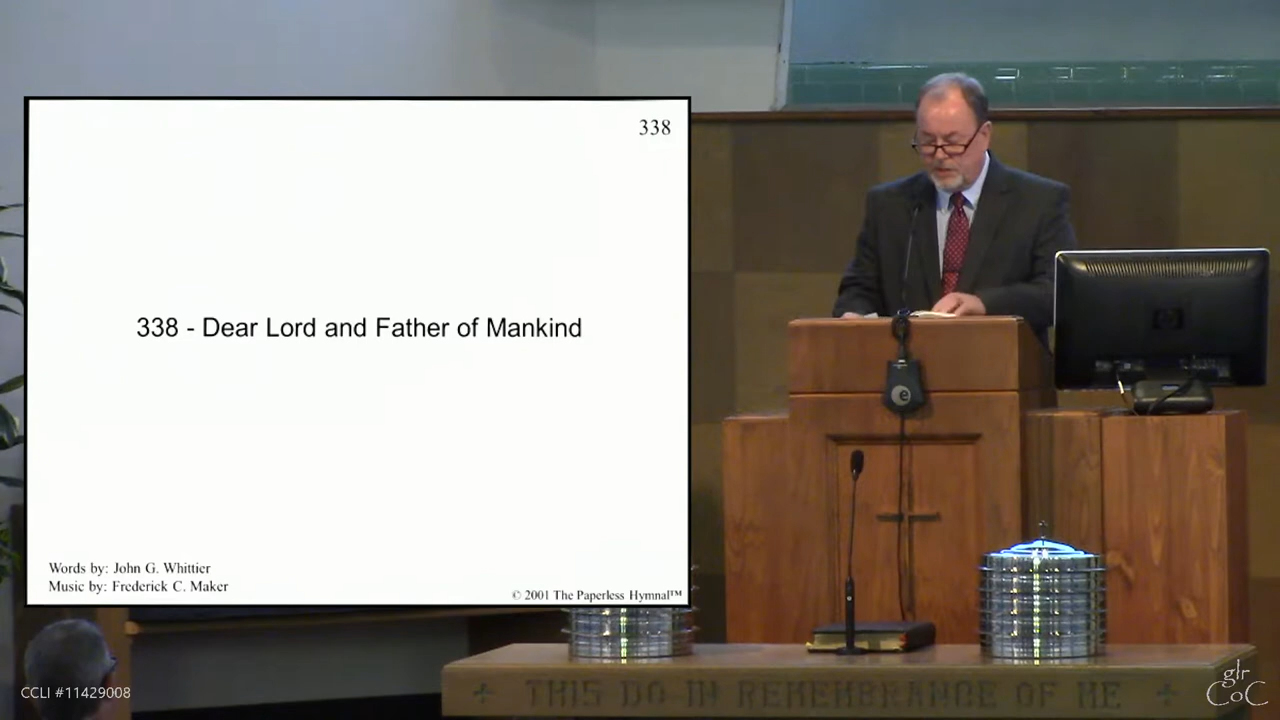 338
338 - Dear Lord and Father of Mankind
Words by: John G. Whittier
Music by: Frederick C. Maker
© 2001 The Paperless Hymnal™
e
CCLI #11429008
THIS DO IN REMEMBRANCE OF ME
glr
CoC